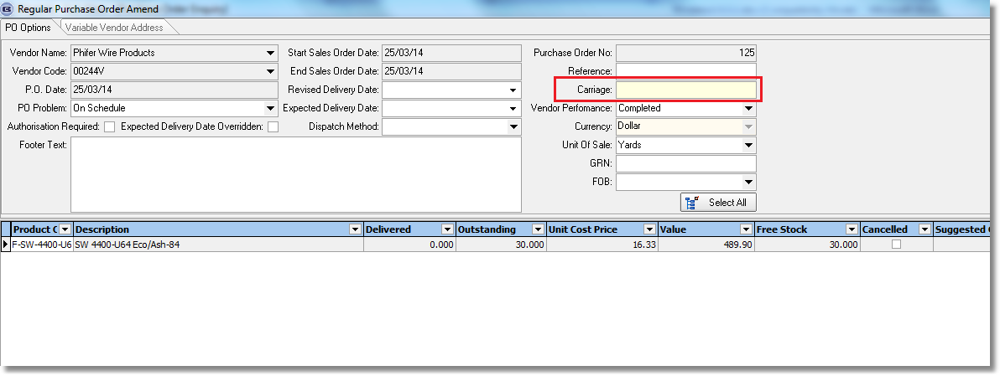 Regular Purchase Order Amend
PO Options Variable Vendor Address
Vendor Name: Phifer Wire Products Start Sales Order Date: 25/03/14 Purchase Order No: 125
Vendor Code: 00244V End Sales Order Date: 25/03/14 Reference:
P.O. Date: 25/03/14 Revised Delivery Date: Carriage:
PO Problem: On Schedule Expected Delivery Date: Vendor Perfomance: Completed
Authorisation Required: Expected Delivery Date Overridden: Dispatch Method: Currency: Dollar
Footer Text: Unit Of Sale: Yards
GRN:
FOB:
Select All
Product C Description Delivered Outstanding Unit Cost Price Value Free Stock Cancelled Suggested
F-SW-4400-U6 SW 4400-U64 Eco/Ash-84 0.000 30.000 16.33 489.90 30.000